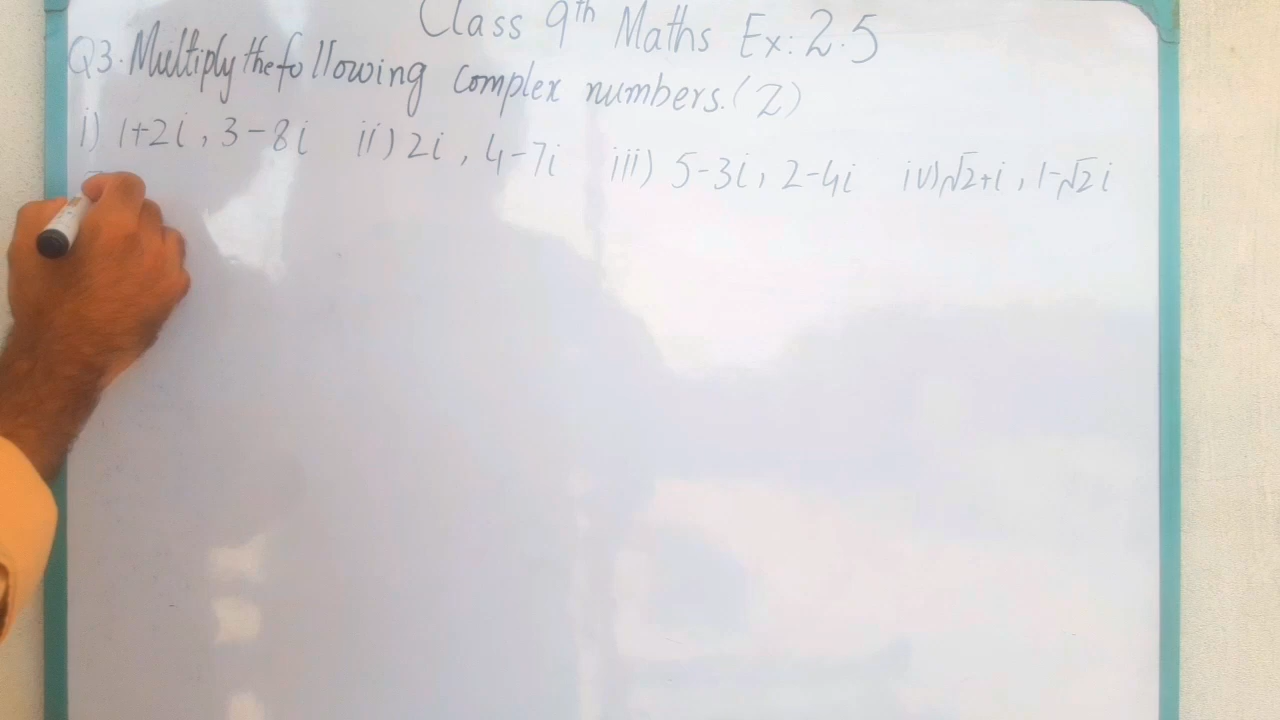 Class 9th Maths Ex: 2.5
Q3. Multiply the following complex numbers. (Z)
i) 1+2i , 3-8i ii) 2i , 4-7i iii) 5-3i, 2-4i iv) √2+i , 1-√2i